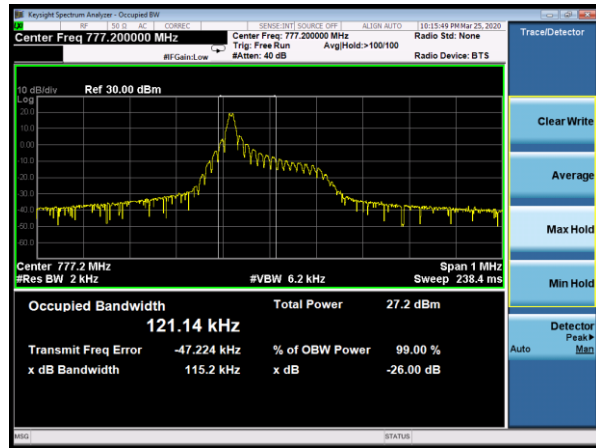 Keysight Spectrum Analyzer - Occupied BW
RF 50 Ω AC CORREC SENSE:INT SOURCE OFF ALIGN AUTO 10:15:49 PM Mar 25, 2020
Center Freq 777.200000 MHz Center Freq: 777.200000 MHz Radio Std: None
Trig: Free Run Avg|Hold:>100/100
#IFGain:Low #Atten: 40 dB Radio Device: BTS
10 dB/div Ref 30.00 dBm
Log
20.0
10.0
0.00
-10.0
-20.0
-30.0
-40.0
-50.0
-60.0
Center 777.2 MHz Span 1 MHz
#Res BW 2 kHz #VBW 6.2 kHz Sweep 238.4 ms
Occupied Bandwidth Total Power 27.2 dBm
121.14 kHz
Transmit Freq Error -47.224 kHz % of OBW Power 99.00 %
x dB Bandwidth 115.2 kHz x dB -26.00 dB
MSG STATUS
Trace/Detector
Clear Write
Average
Max Hold
Min Hold
Detector
Peak▶
Auto Man